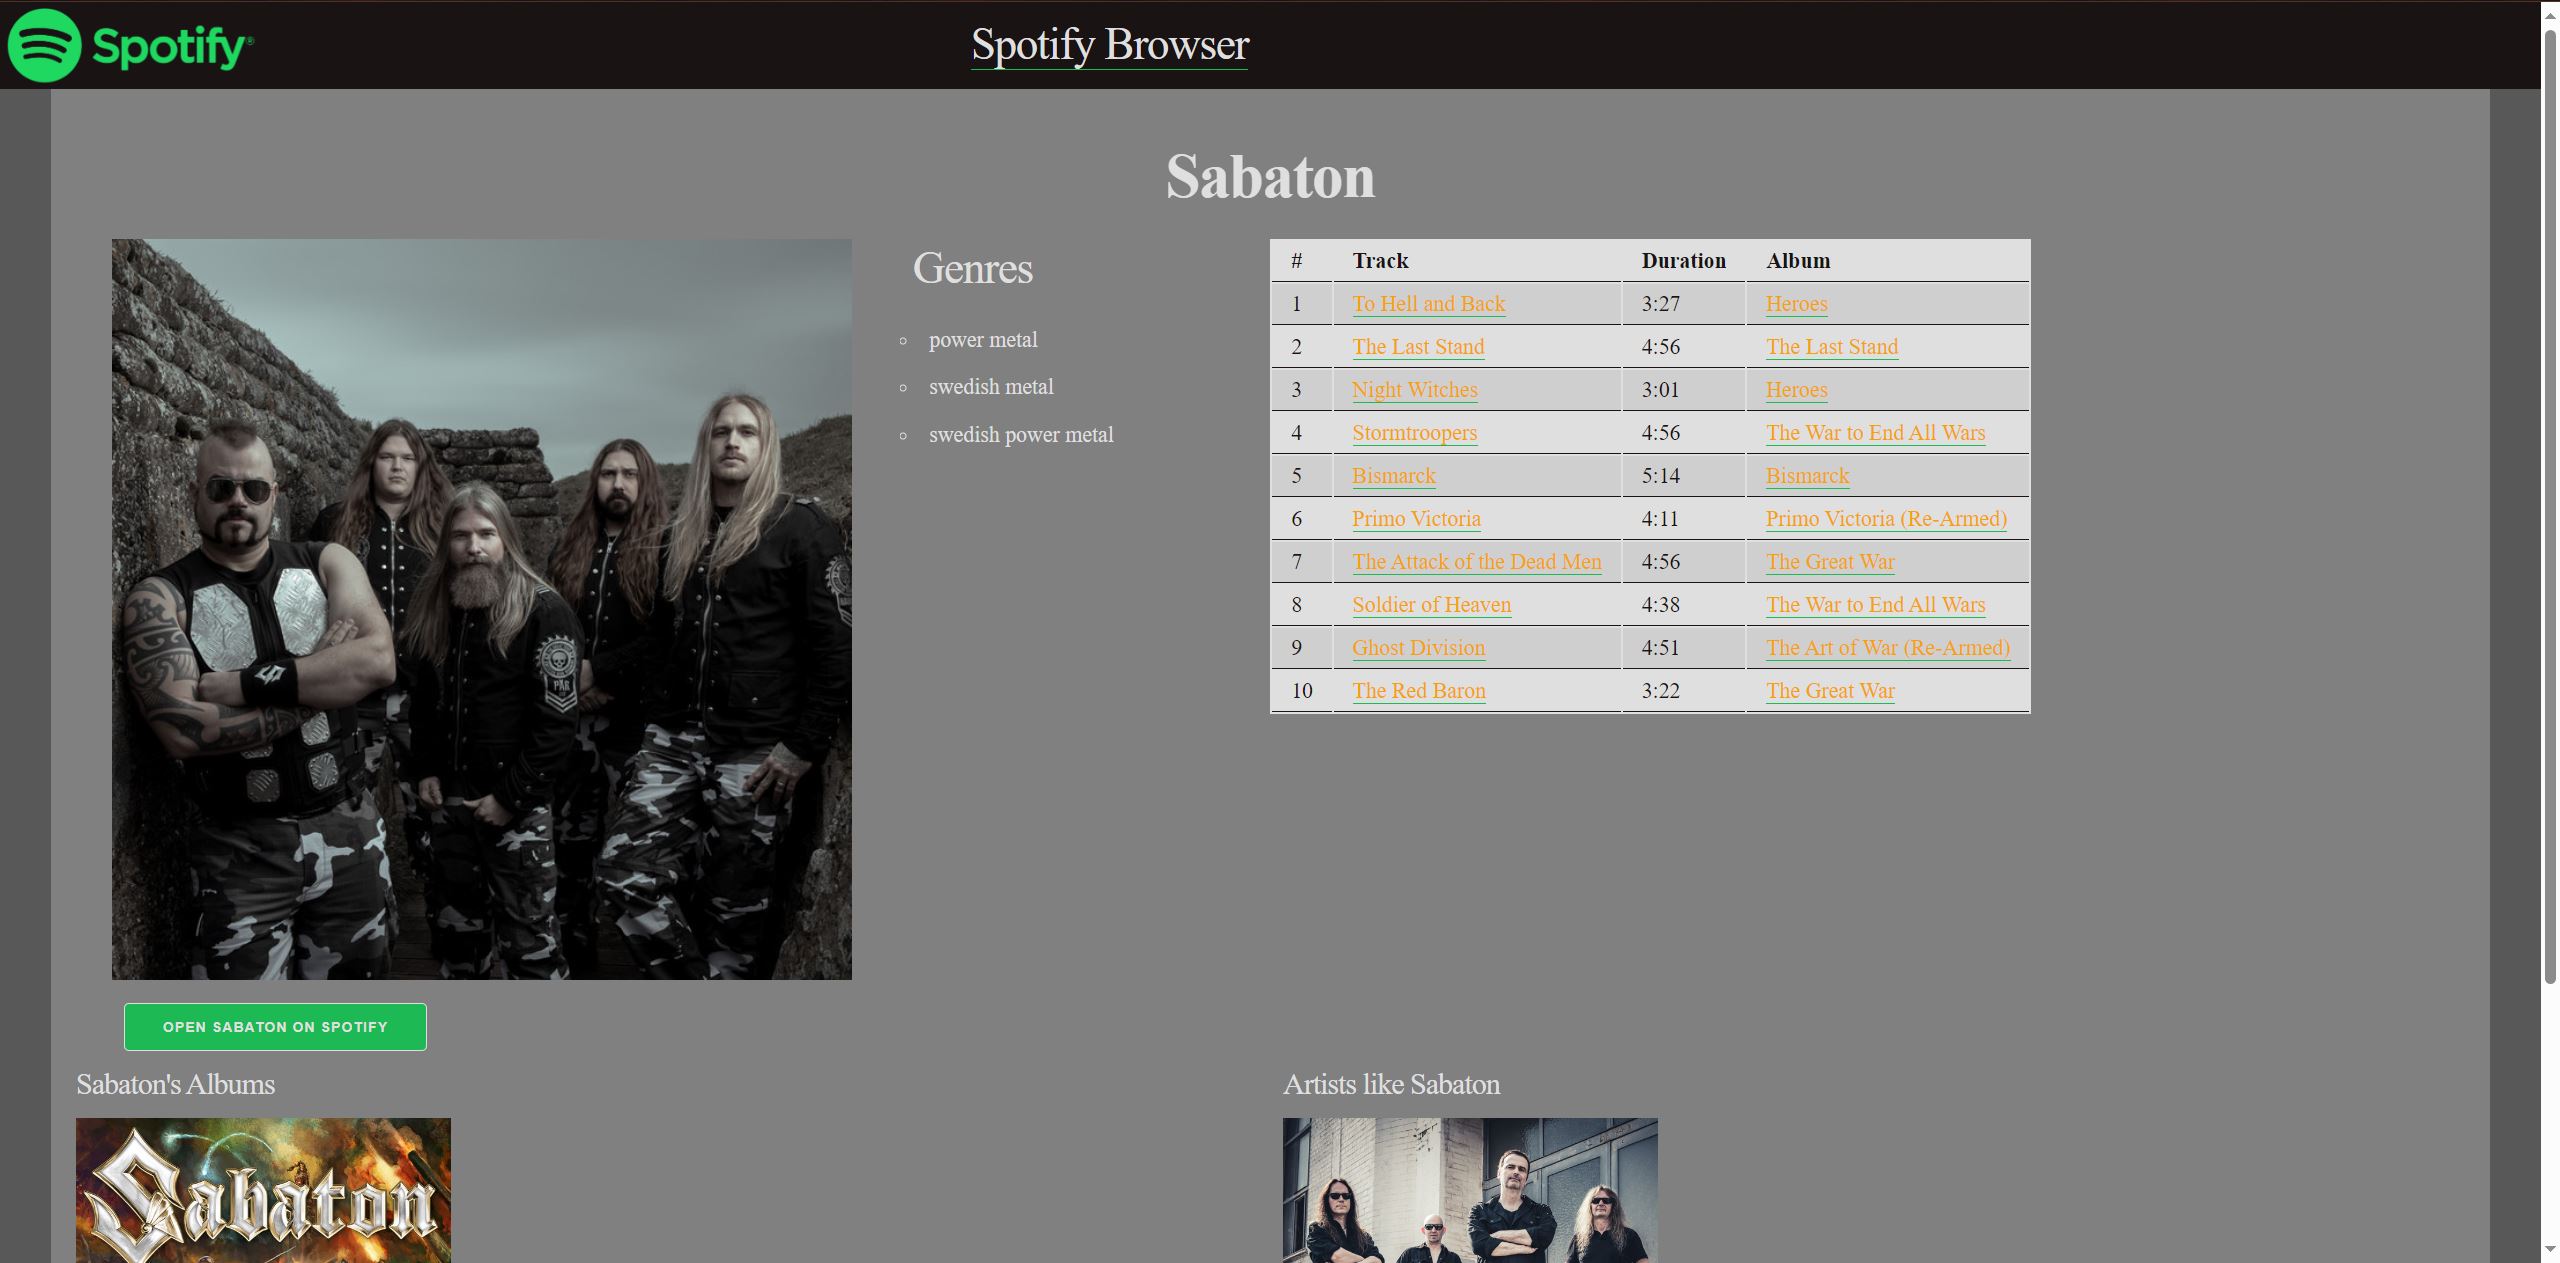 Spotify®
Spotify Browser
Sabaton
Genres
power metal
swedish metal
swedish power metal
# Track Duration Album
1 To Hell and Back 3:27 Heroes
2 The Last Stand 4:56 The Last Stand
3 Night Witches 3:01 Heroes
4 Stormtroopers 4:56 The War to End All Wars
5 Bismarck 5:14 Bismarck
6 Primo Victoria 4:11 Primo Victoria (Re-Armed)
7 The Attack of the Dead Men 4:56 The Great War
8 Soldier of Heaven 4:38 The War to End All Wars
9 Ghost Division 4:51 The Art of War (Re-Armed)
10 The Red Baron 3:22 The Great War
OPEN SABATON ON SPOTIFY
Sabaton's Albums
Artists like Sabaton
Sabaton